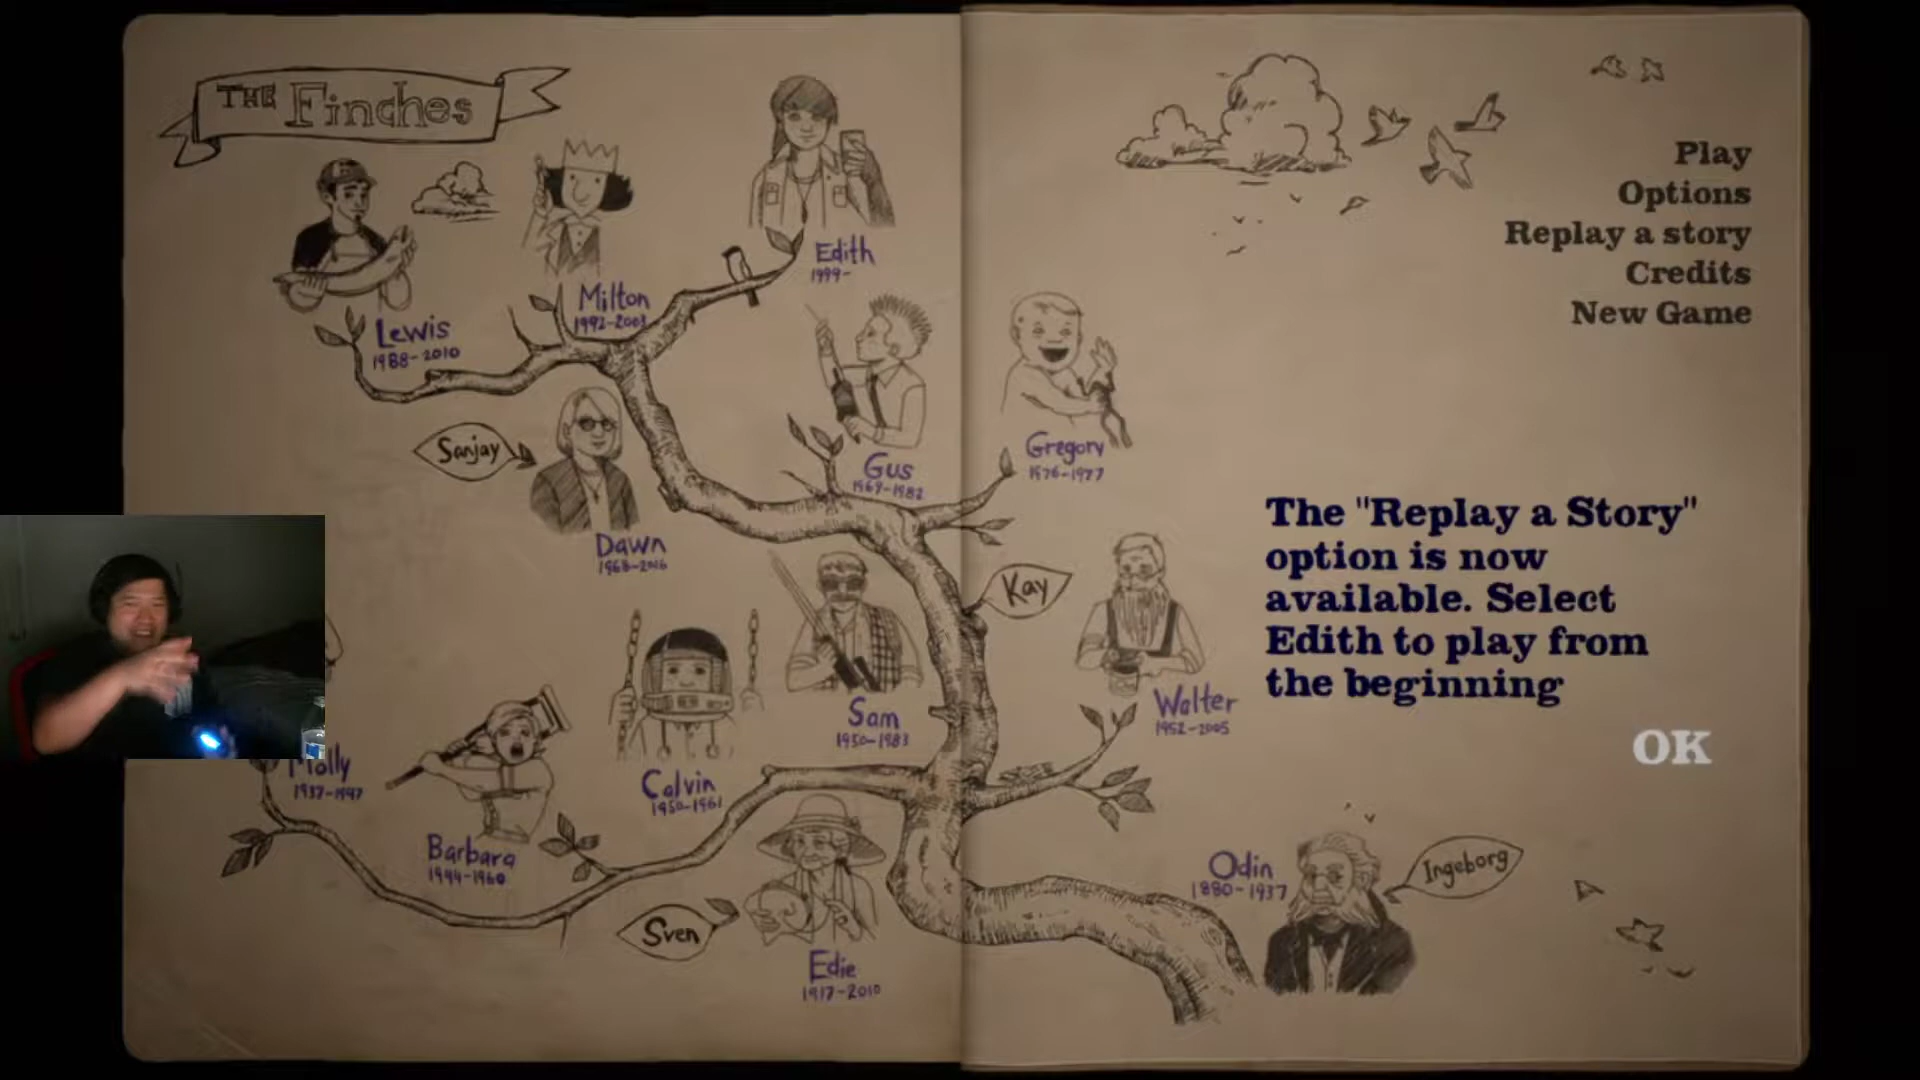 THE Finches
Play
Options
Replay a story
Credits
New Game
Edith
1999-
Milton
1992-2003
Lewis
1988-2010
Sanjay
Gus
1969-1982
Gregory
1976-1977
Dawn
1968-2016
The "Replay a Story"
option is now
available. Select
Edith to play from
the beginning
OK
Kay
Sam
1950-1983
Walter
1952-2005
Calvin
1950-1961
Molly
1937-1947
Barbara
1944-1960
Odin
1880-1937
Ingeborg
Sven
Edie
1917-2010